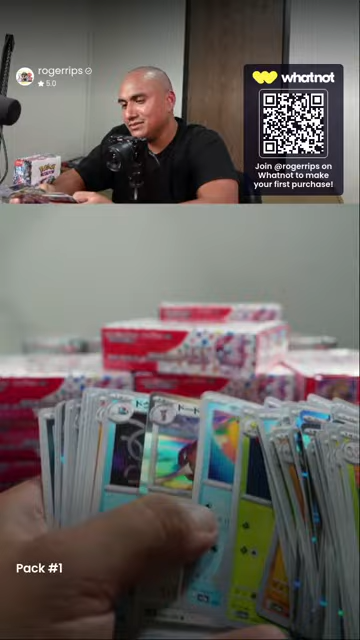 rogerrips
5.0
whatnot
Join @rogerrips on
Whatnot to make
your first purchase!
Pack #1